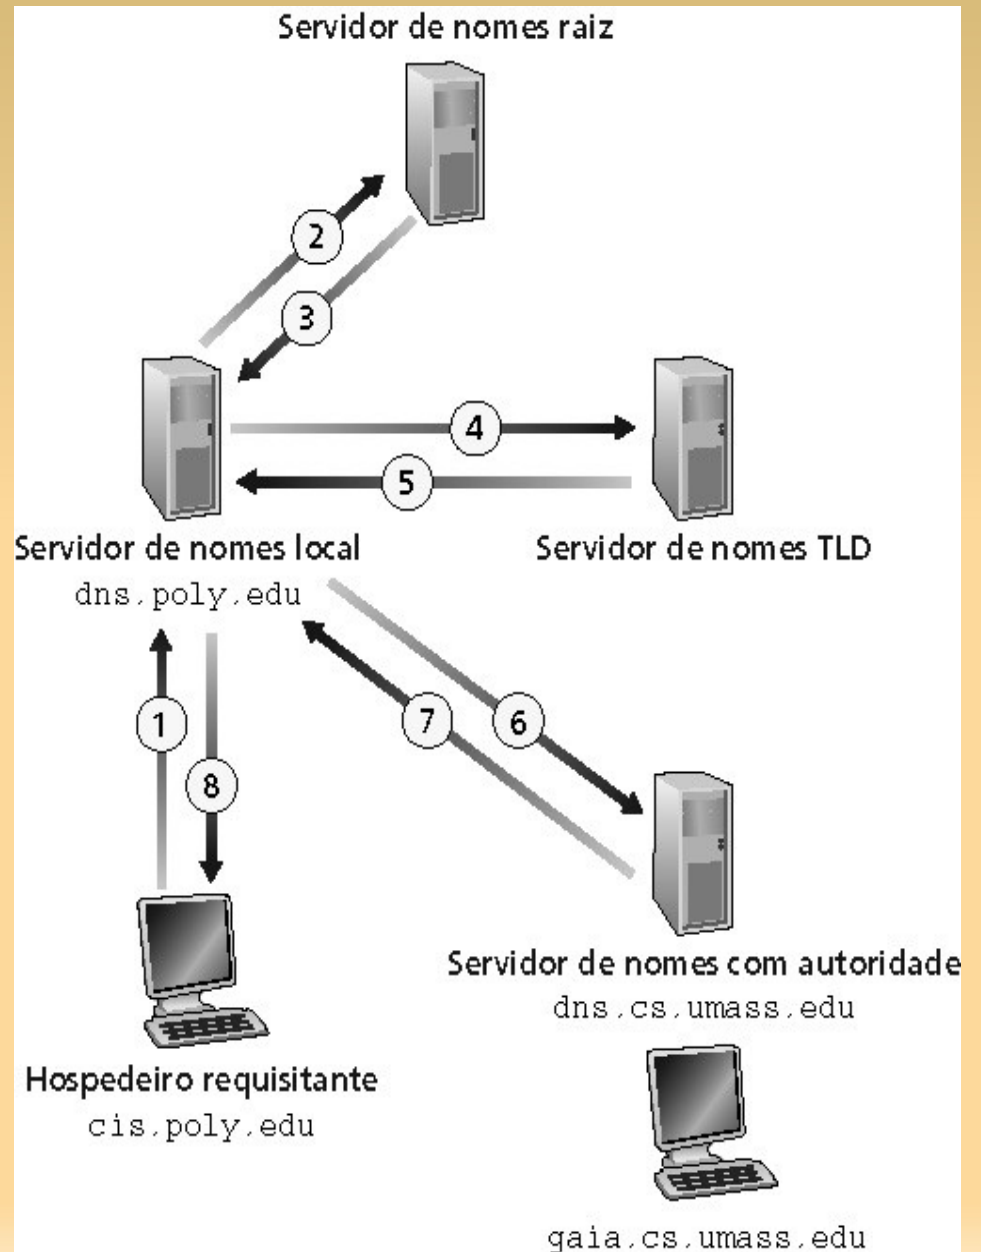 Servidor de nomes raiz
2
3
4
5
Servidor de nomes local
dns.poly.edu
Servidor de nomes TLD
1
8
7
6
Servidor de nomes com autoridade
dns.cs.umass.edu
Hospedeiro requisitante
cis.poly.edu
gaia.cs.umass.edu